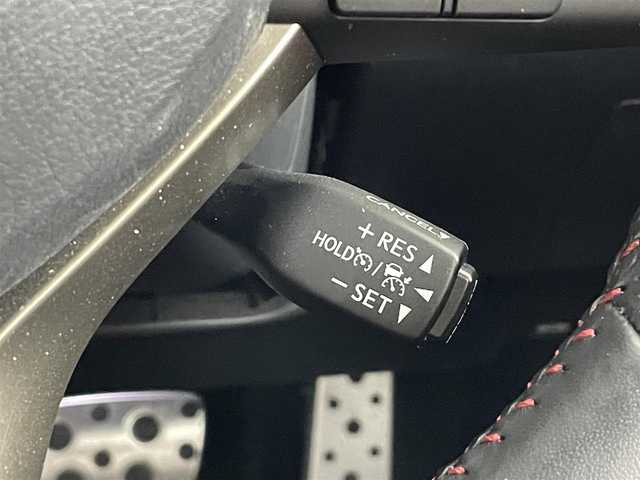 CANCEL
+ RES
HOLD /
− SET